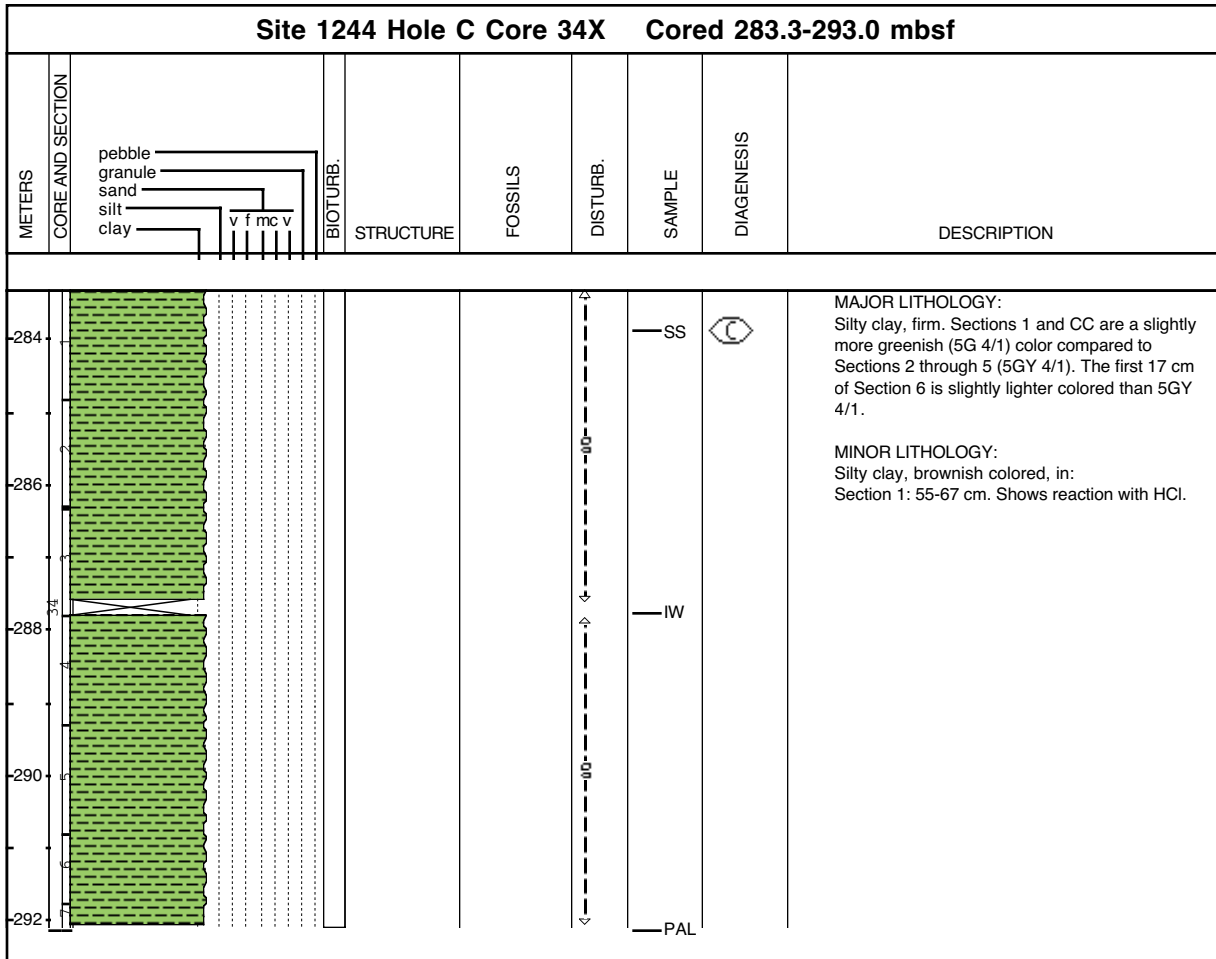 Site 1244 Hole C Core 34X Cored 283.3-293.0 mbsf
METERS
CORE AND SECTION
pebble
granule
sand
silt
v f mc v
clay
BIOTURB.
STRUCTURE
FOSSILS
DISTURB.
SAMPLE
DIAGENESIS
DESCRIPTION
284
286
288
290
292
34
1
2
3
4
5
6
7
SS
IW
PAL
C
MAJOR LITHOLOGY:
Silty clay, firm. Sections 1 and CC are a slightly
more greenish (5G 4/1) color compared to
Sections 2 through 5 (5GY 4/1). The first 17 cm
of Section 6 is slightly lighter colored than 5GY
4/1.
MINOR LITHOLOGY:
Silty clay, brownish colored, in:
Section 1: 55-67 cm. Shows reaction with HCl.